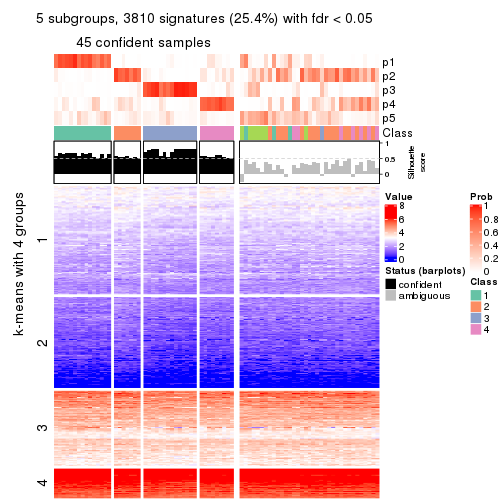 5 subgroups, 3810 signatures (25.4%) with fdr < 0.05
45 confident samples
p1
p2
p3
p4
p5
Class
1
0.5
0
Silhouette
score
k-means with 4 groups
1
2
3
4
Value
8
6
4
2
0
Status (barplots)
confident
ambiguous
Prob
1
0.8
0.6
0.4
0.2
0
Class
1
2
3
4